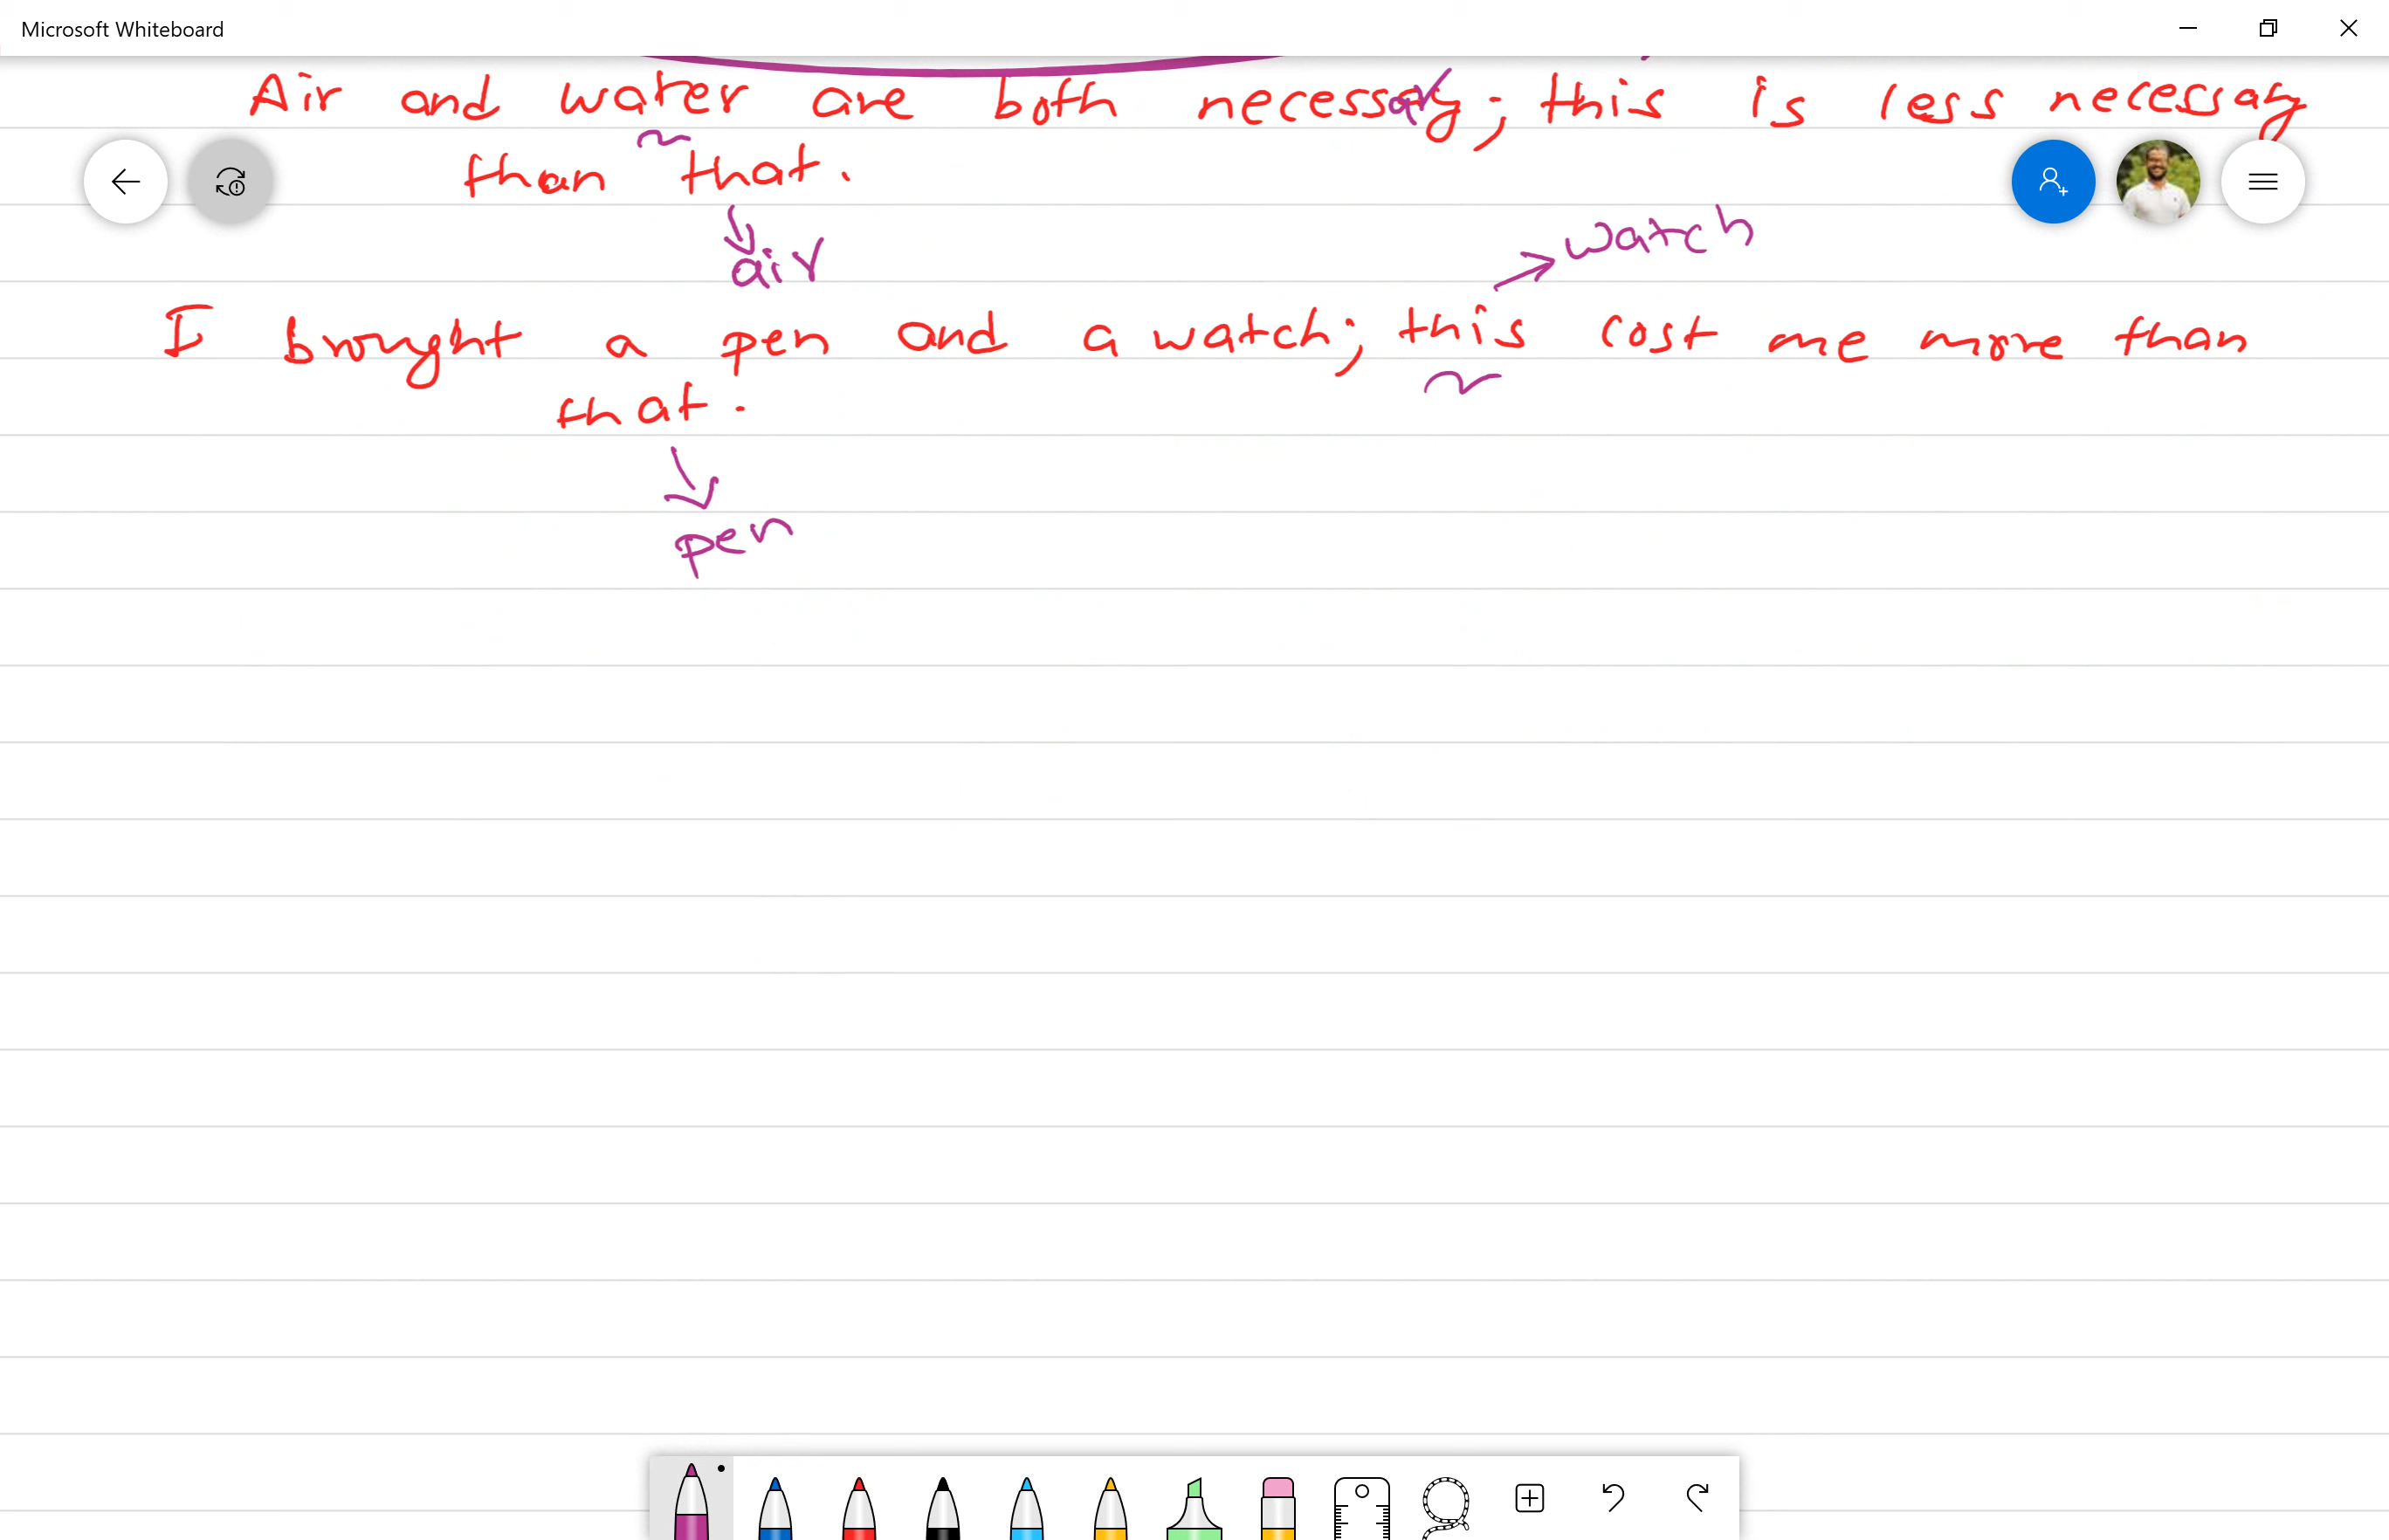 Microsoft Whiteboard
Air and water are both necessary; this is less necessary
than that.
air
watch
I brought a pen and a watch; this cost me more than
that.
pen